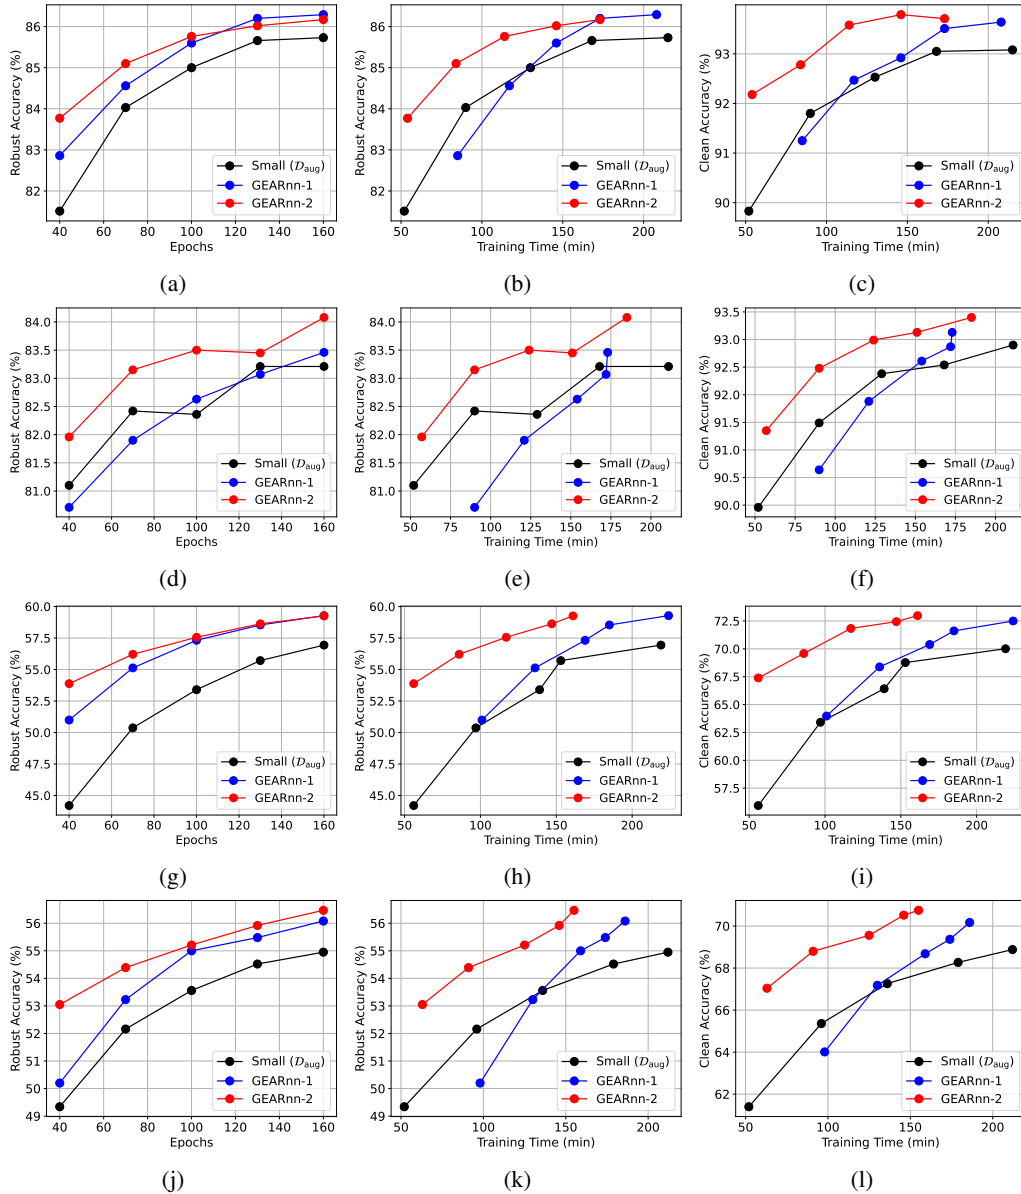 86
85
84
83
82
Robust Accuracy (%)
40 60 80 100 120 140 160
Epochs
Small (𝒟aug)
GEARnn-1
GEARnn-2
(a)
86
85
84
83
82
Robust Accuracy (%)
50 100 150 200
Training Time (min)
Small (𝒟aug)
GEARnn-1
GEARnn-2
(b)
93
92
91
90
Clean Accuracy (%)
50 100 150 200
Training Time (min)
Small (𝒟aug)
GEARnn-1
GEARnn-2
(c)
84.0
83.5
83.0
82.5
82.0
81.5
81.0
Robust Accuracy (%)
40 60 80 100 120 140 160
Epochs
Small (𝒟aug)
GEARnn-1
GEARnn-2
(d)
84.0
83.5
83.0
82.5
82.0
81.5
81.0
Robust Accuracy (%)
50 75 100 125 150 175 200
Training Time (min)
Small (𝒟aug)
GEARnn-1
GEARnn-2
(e)
93.5
93.0
92.5
92.0
91.5
91.0
90.5
90.0
Clean Accuracy (%)
50 75 100 125 150 175 200
Training Time (min)
Small (𝒟aug)
GEARnn-1
GEARnn-2
(f)
60.0
57.5
55.0
52.5
50.0
47.5
45.0
Robust Accuracy (%)
40 60 80 100 120 140 160
Epochs
Small (𝒟aug)
GEARnn-1
GEARnn-2
(g)
60.0
57.5
55.0
52.5
50.0
47.5
45.0
Robust Accuracy (%)
50 100 150 200
Training Time (min)
Small (𝒟aug)
GEARnn-1
GEARnn-2
(h)
72.5
70.0
67.5
65.0
62.5
60.0
57.5
Clean Accuracy (%)
50 100 150 200
Training Time (min)
Small (𝒟aug)
GEARnn-1
GEARnn-2
(i)
56
55
54
53
52
51
50
49
Robust Accuracy (%)
40 60 80 100 120 140 160
Epochs
Small (𝒟aug)
GEARnn-1
GEARnn-2
(j)
56
55
54
53
52
51
50
49
Robust Accuracy (%)
50 100 150 200
Training Time (min)
Small (𝒟aug)
GEARnn-1
GEARnn-2
(k)
70
68
66
64
62
Clean Accuracy (%)
50 100 150 200
Training Time (min)
Small (𝒟aug)
GEARnn-1
GEARnn-2
(l)